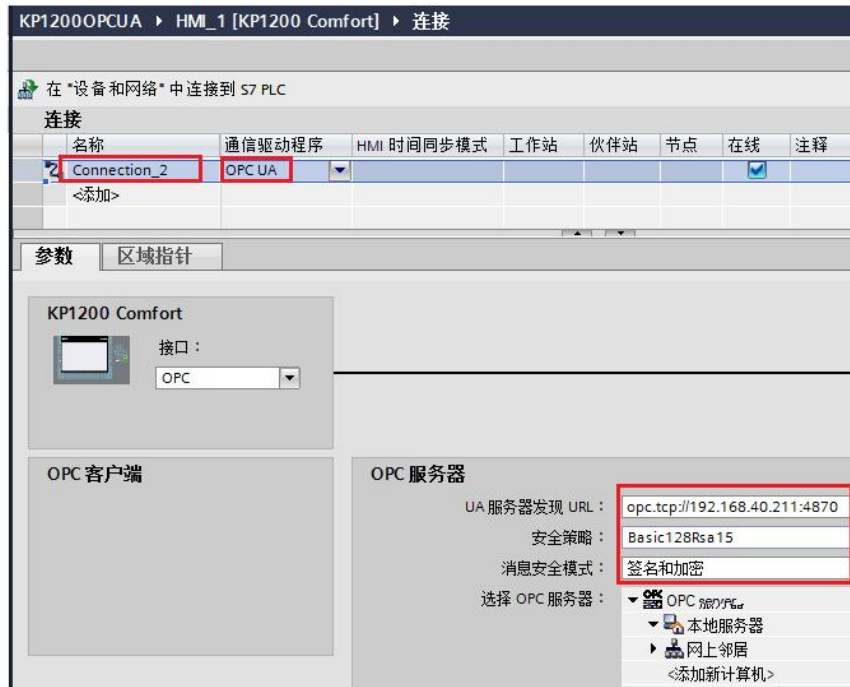 KP1200OPCUA ▸ HMI_1 [KP1200 Comfort] ▸ 连接
在 "设备和网络" 中连接到 S7 PLC
连接
名称 通信驱动程序 HMI 时间同步模式 工作站 伙伴站 节点 在线 注释
Connection_2 OPC UA
<添加>
参数 区域指针
KP1200 Comfort
接口：
OPC
OPC 客户端
OPC 服务器
UA 服务器发现 URL： opc.tcp://192.168.40.211:4870
安全策略： Basic128Rsa15
消息安全模式： 签名和加密
选择 OPC 服务器： OPC server
本地服务器
网上邻居
<添加新计算机>